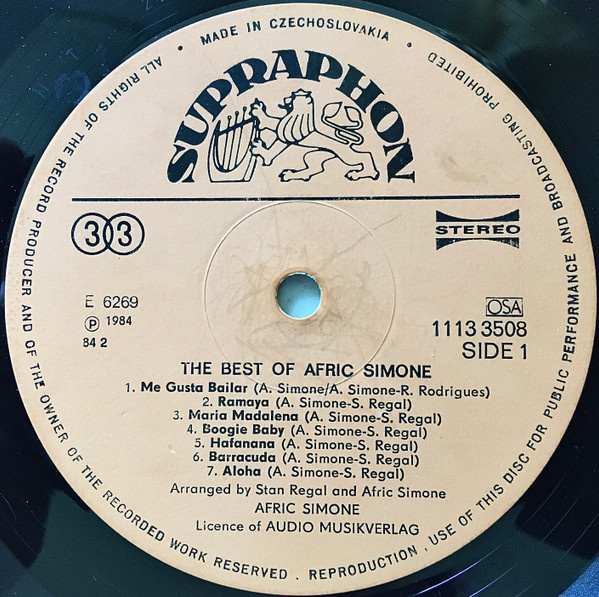 MADE IN CZECHOSLOVAKIA
SUPRAPHON
33
STEREO
E 6269
Ⓟ 1984
84 2
OSA
1113 3508
SIDE 1
THE BEST OF AFRIC SIMONE
1. Me Gusta Bailar (A. Simone/A. Simone-R. Rodrigues)
2. Ramaya (A. Simone-S. Regal)
3. Maria Madalena (A. Simone-S. Regal)
4. Boogie Baby (A. Simone-S. Regal)
5. Hafanana (A. Simone-S. Regal)
6. Barracuda (A. Simone-S. Regal)
7. Aloha (A. Simone-S. Regal)
Arranged by Stan Regal and Afric Simone
AFRIC SIMONE
Licence of AUDIO MUSIKVERLAG
ALL RIGHTS OF THE RECORD PRODUCER AND OF THE OWNER OF THE RECORDED WORK RESERVED . REPRODUCTION , USE OF THIS DISC FOR PUBLIC PERFORMANCE AND BROADCASTING PROHIBITED